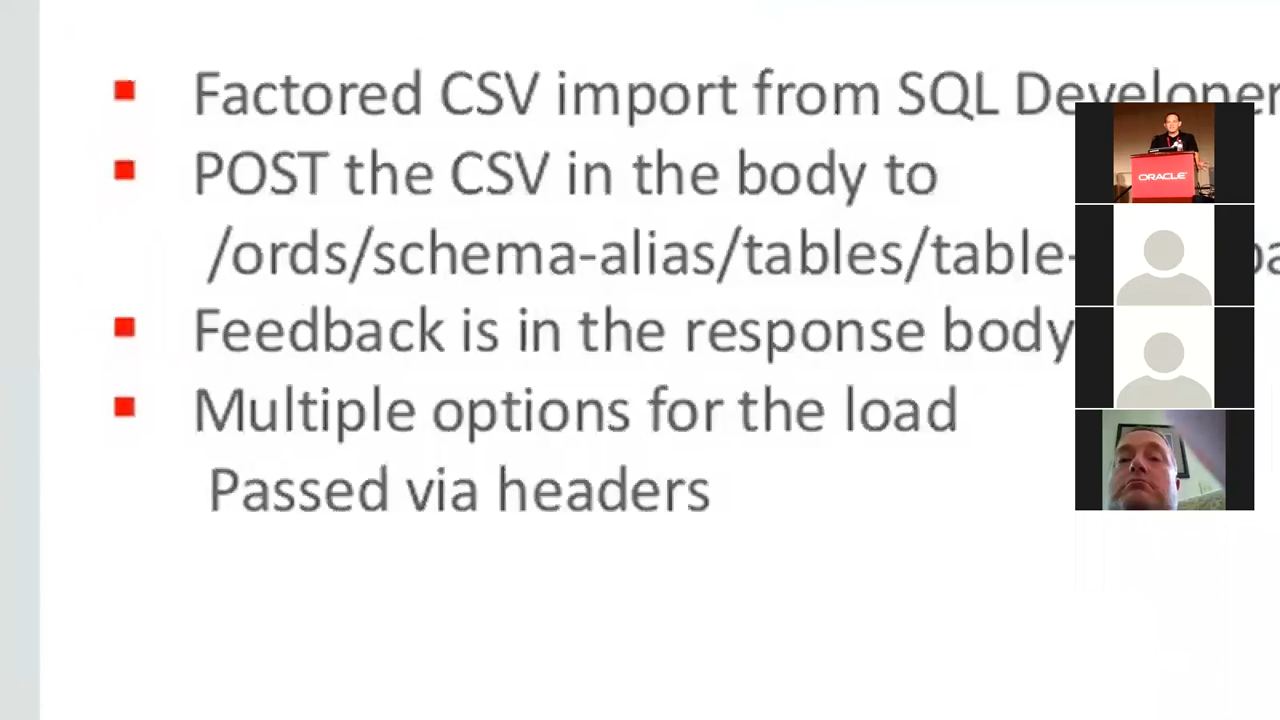 Factored CSV import from SQL Developer
POST the CSV in the body to
/ords/schema-alias/tables/table-
Feedback is in the response body
Multiple options for the load
Passed via headers
ORACLE